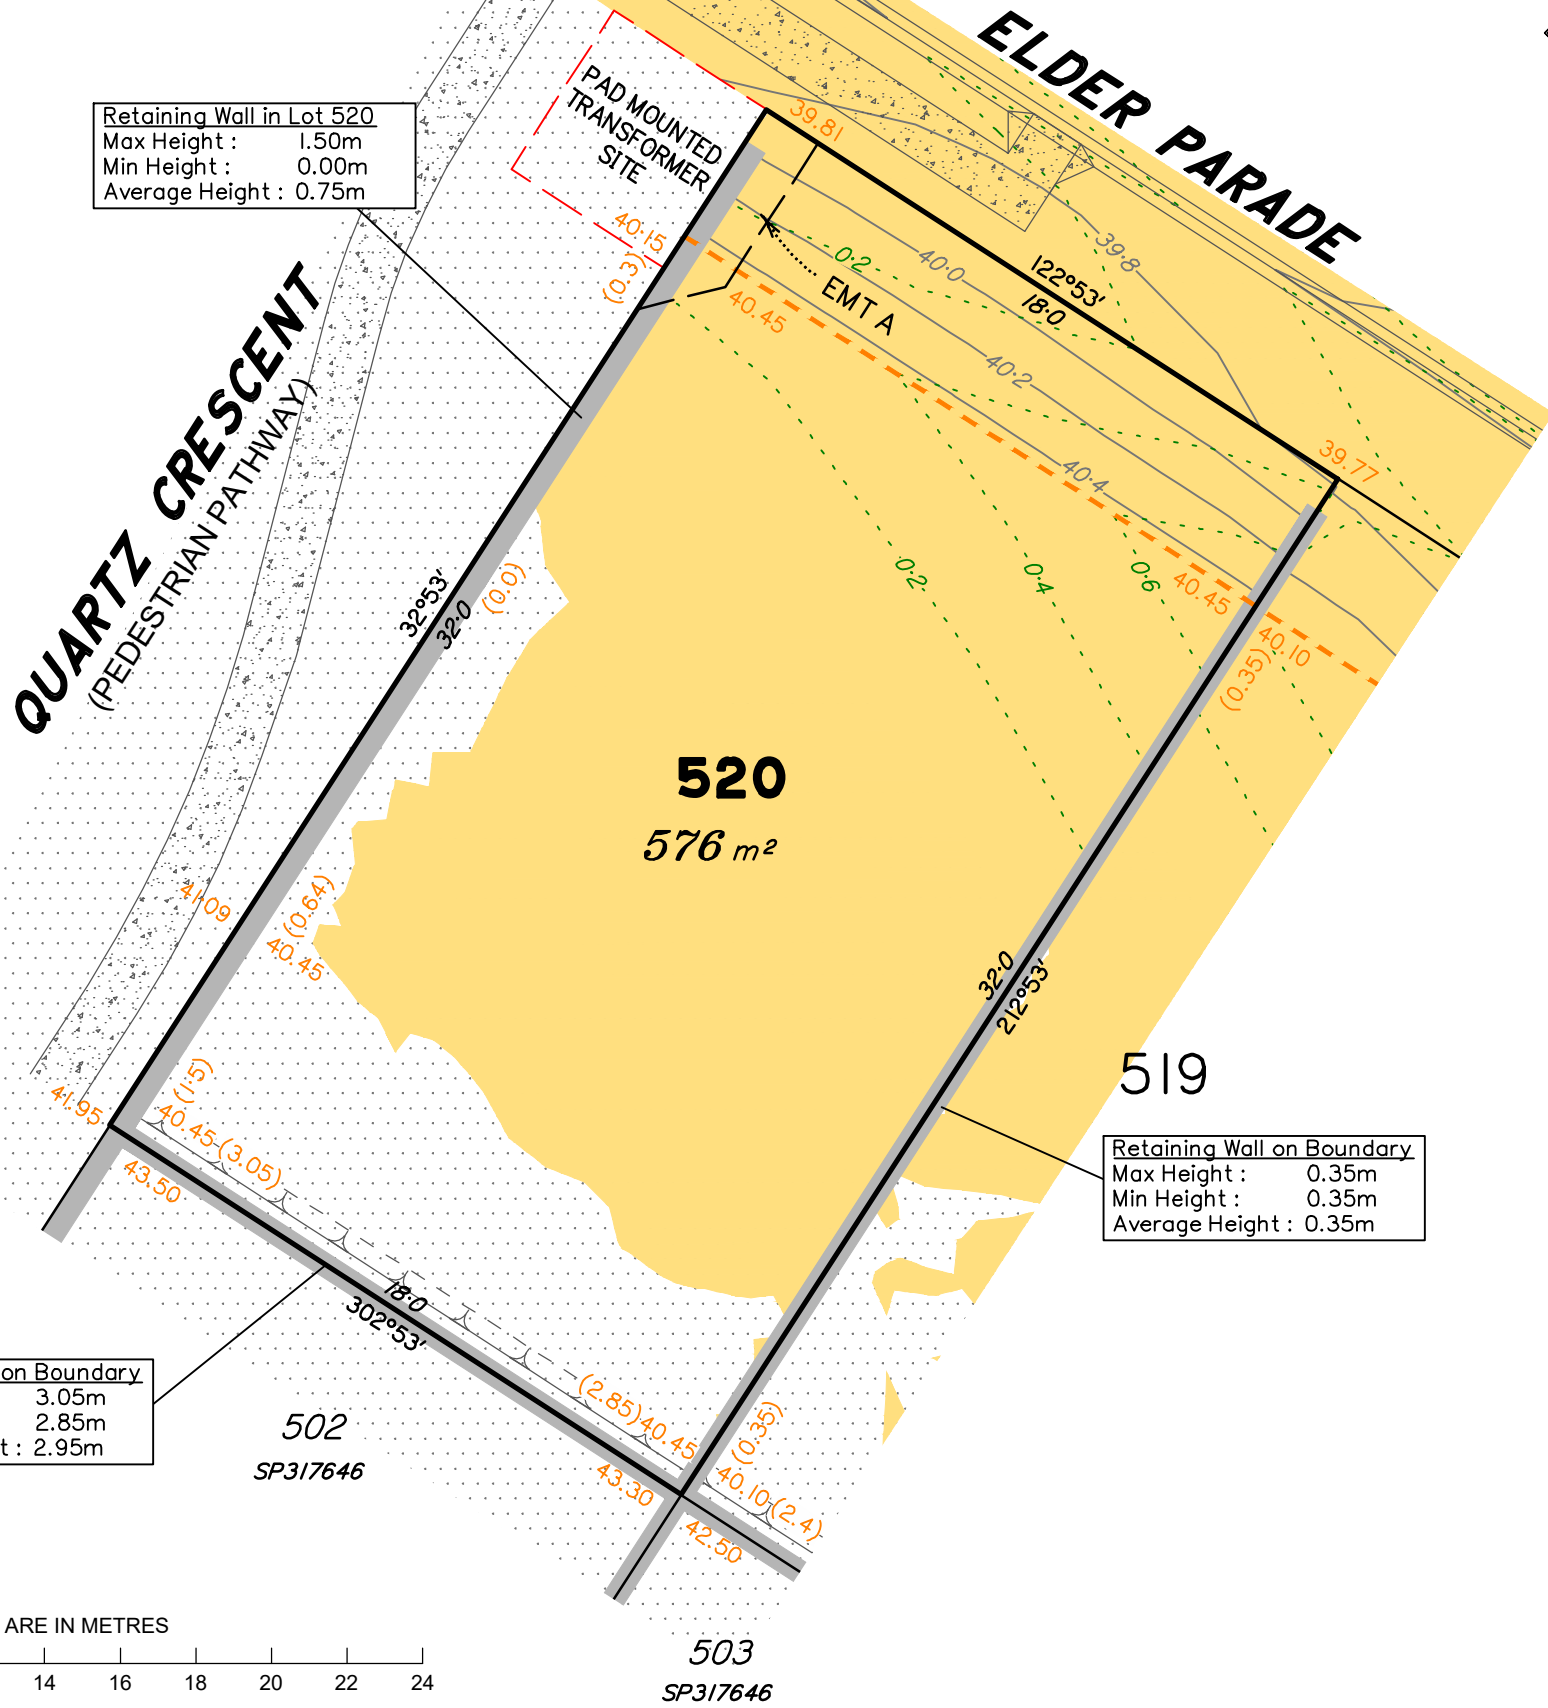 ELDER PARADE
Retaining Wall in Lot 520
Max Height : 1.50m
Min Height : 0.00m
Average Height : 0.75m
PAD MOUNTED
TRANSFORMER
SITE
39.81
40.15
(0.3)
40.45
EMT A
0.2
40.0
39.8
122°53'
18.0
40.2
40.4
39.77
QUARTZ CRESCENT
(PEDESTRIAN PATHWAY)
32°53'
32.0
(0.0)
0.2
0.4
0.6
40.45
40.10
(0.35)
520
576 m²
41.09
(0.64)
40.45
32.0
212°53'
519
Retaining Wall on Boundary
Max Height : 0.35m
Min Height : 0.35m
Average Height : 0.35m
41.95
(1.5)
40.45 (3.05)
43.50
18.0
302°53'
on Boundary
3.05m
2.85m
t : 2.95m
502
SP317646
(2.85) 40.45
(0.35)
43.30
40.10 (2.4)
42.50
503
SP317646
ARE IN METRES
14 16 18 20 22 24